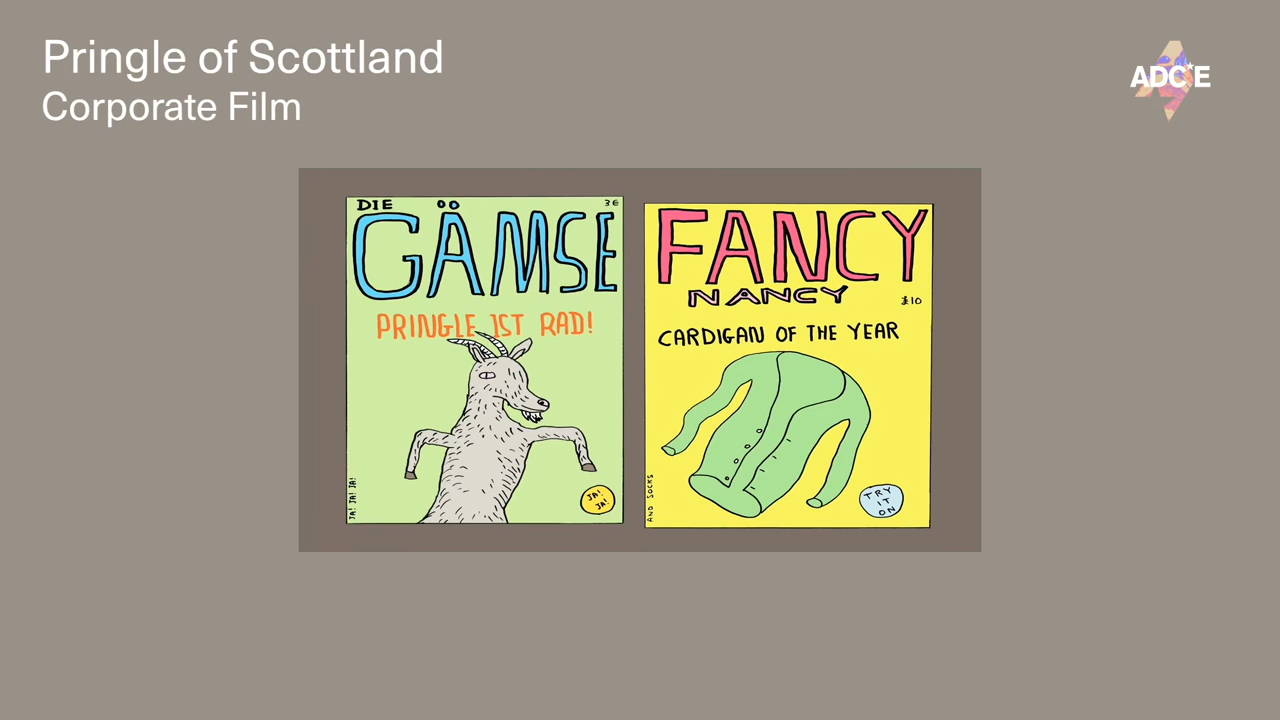 Pringle of Scottland
Corporate Film
ADC*E
DIE
3€
GÄMSE
PRINGLE IST RAD!
JA! JA! JA!
JA!
JA!
FANCY
NANCY
$10
CARDIGAN OF THE YEAR
AND SOCKS
TRY
IT
ON